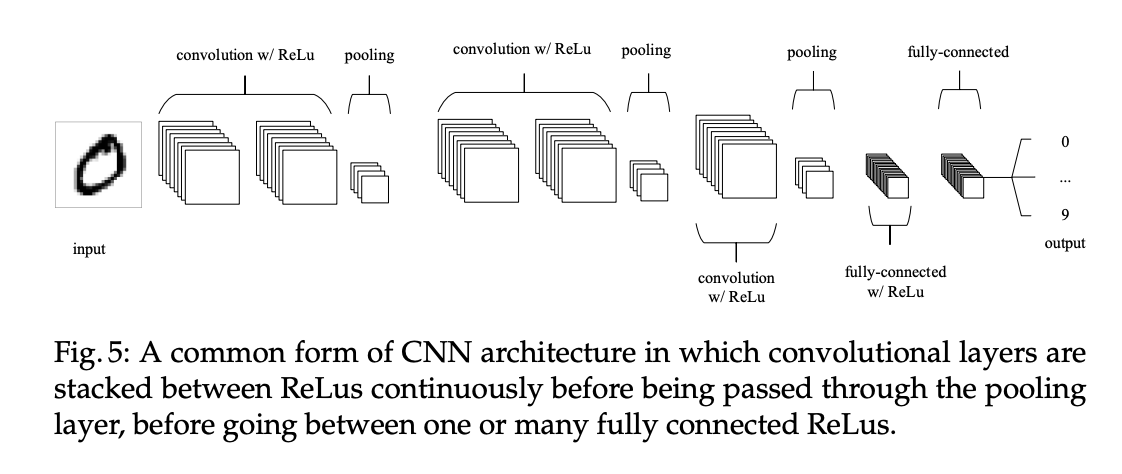 convolution w/ ReLu
pooling
convolution w/ ReLu
pooling
pooling
fully-connected
0
...
9
output
input
convolution
w/ ReLu
fully-connected
w/ ReLu
Fig. 5: A common form of CNN architecture in which convolutional layers are
stacked between ReLus continuously before being passed through the pooling
layer, before going between one or many fully connected ReLus.